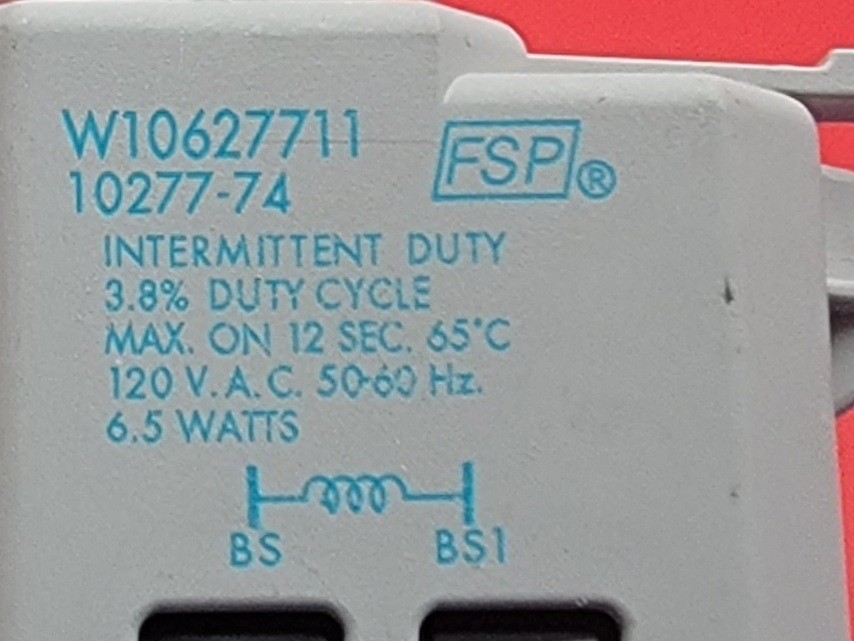 W10627711
10277-74
FSP®
INTERMITTENT DUTY
3.8% DUTY CYCLE
MAX. ON 12 SEC. 65°C
120 V.A.C. 50-60 Hz.
6.5 WATTS
BS BS1